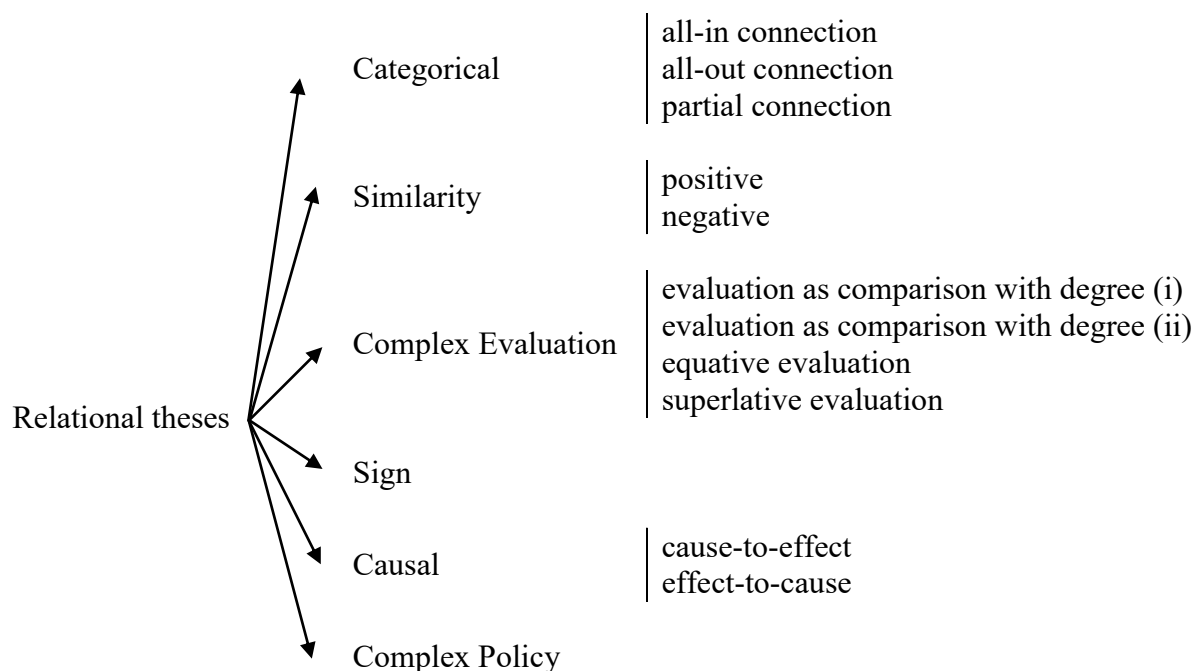 Categorical
all-in connection
all-out connection
partial connection
Similarity
positive
negative
Complex Evaluation
evaluation as comparison with degree (i)
evaluation as comparison with degree (ii)
equative evaluation
superlative evaluation
Relational theses
Sign
Causal
cause-to-effect
effect-to-cause
Complex Policy